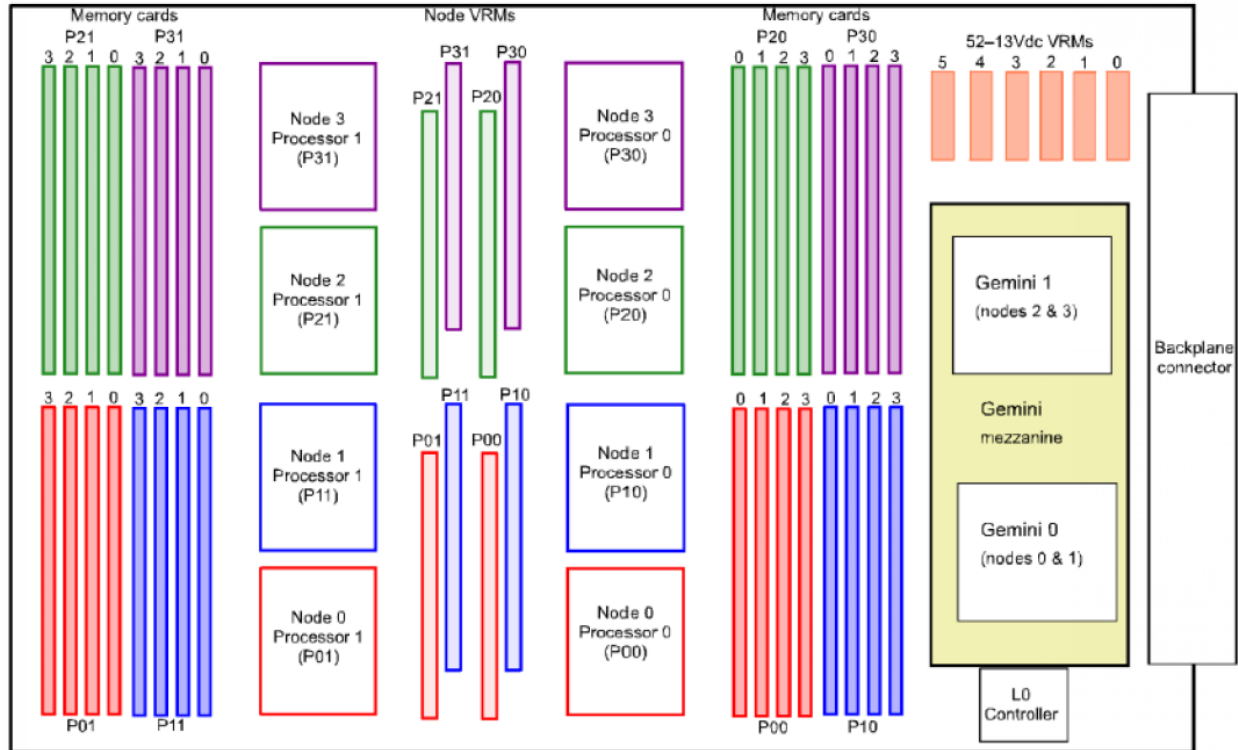 Memory cards
Node VRMs
Memory cards
P21
P31
3 2 1 0 3 2 1 0
P31 P30
P21 P20
P20
P30
0 1 2 3 0 1 2 3
52–13Vdc VRMs
5 4 3 2 1 0
Node 3
Processor 1
(P31)
Node 3
Processor 0
(P30)
Node 2
Processor 1
(P21)
Node 2
Processor 0
(P20)
3 2 1 0 3 2 1 0
P11 P10
P01 P00
0 1 2 3 0 1 2 3
Node 1
Processor 1
(P11)
Node 1
Processor 0
(P10)
Node 0
Processor 1
(P01)
Node 0
Processor 0
(P00)
P01
P11
P00
P10
Gemini 1
(nodes 2 & 3)
Gemini
mezzanine
Gemini 0
(nodes 0 & 1)
L0
Controller
Backplane
connector